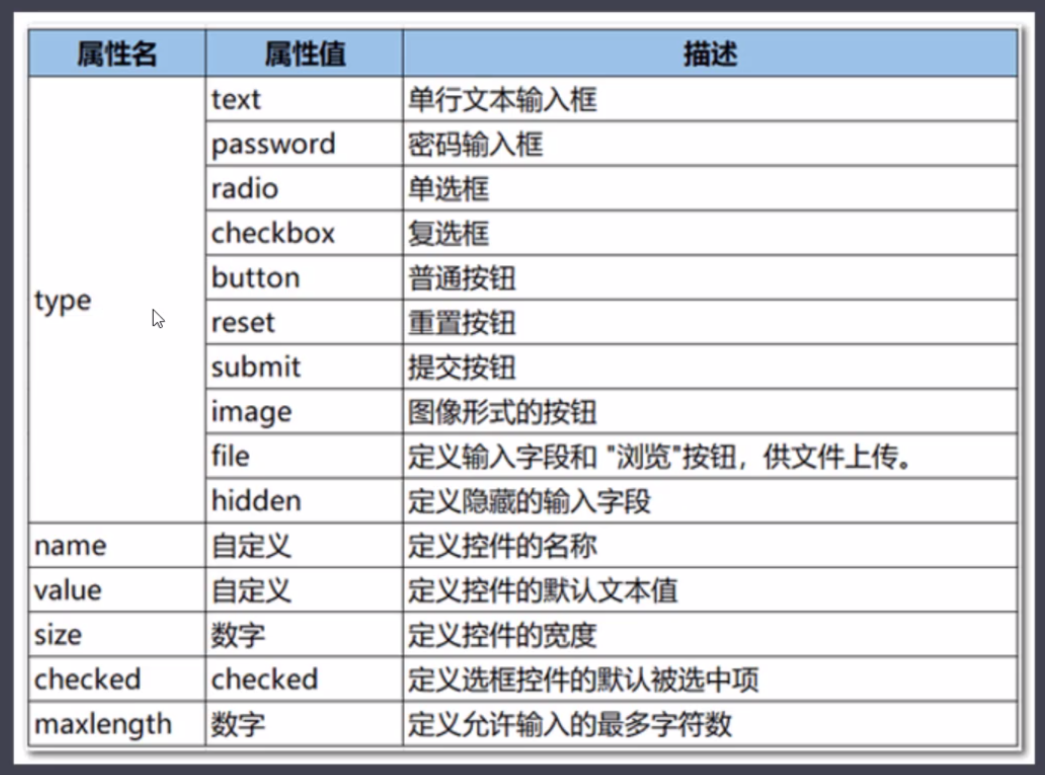 属性名 属性值 描述
text 单行文本输入框
password 密码输入框
radio 单选框
checkbox 复选框
button 普通按钮
type
reset 重置按钮
submit 提交按钮
image 图像形式的按钮
file 定义输入字段和 "浏览"按钮，供文件上传。
hidden 定义隐藏的输入字段
name 自定义 定义控件的名称
value 自定义 定义控件的默认文本值
size 数字 定义控件的宽度
checked checked 定义选框控件的默认被选中项
maxlength 数字 定义允许输入的最多字符数